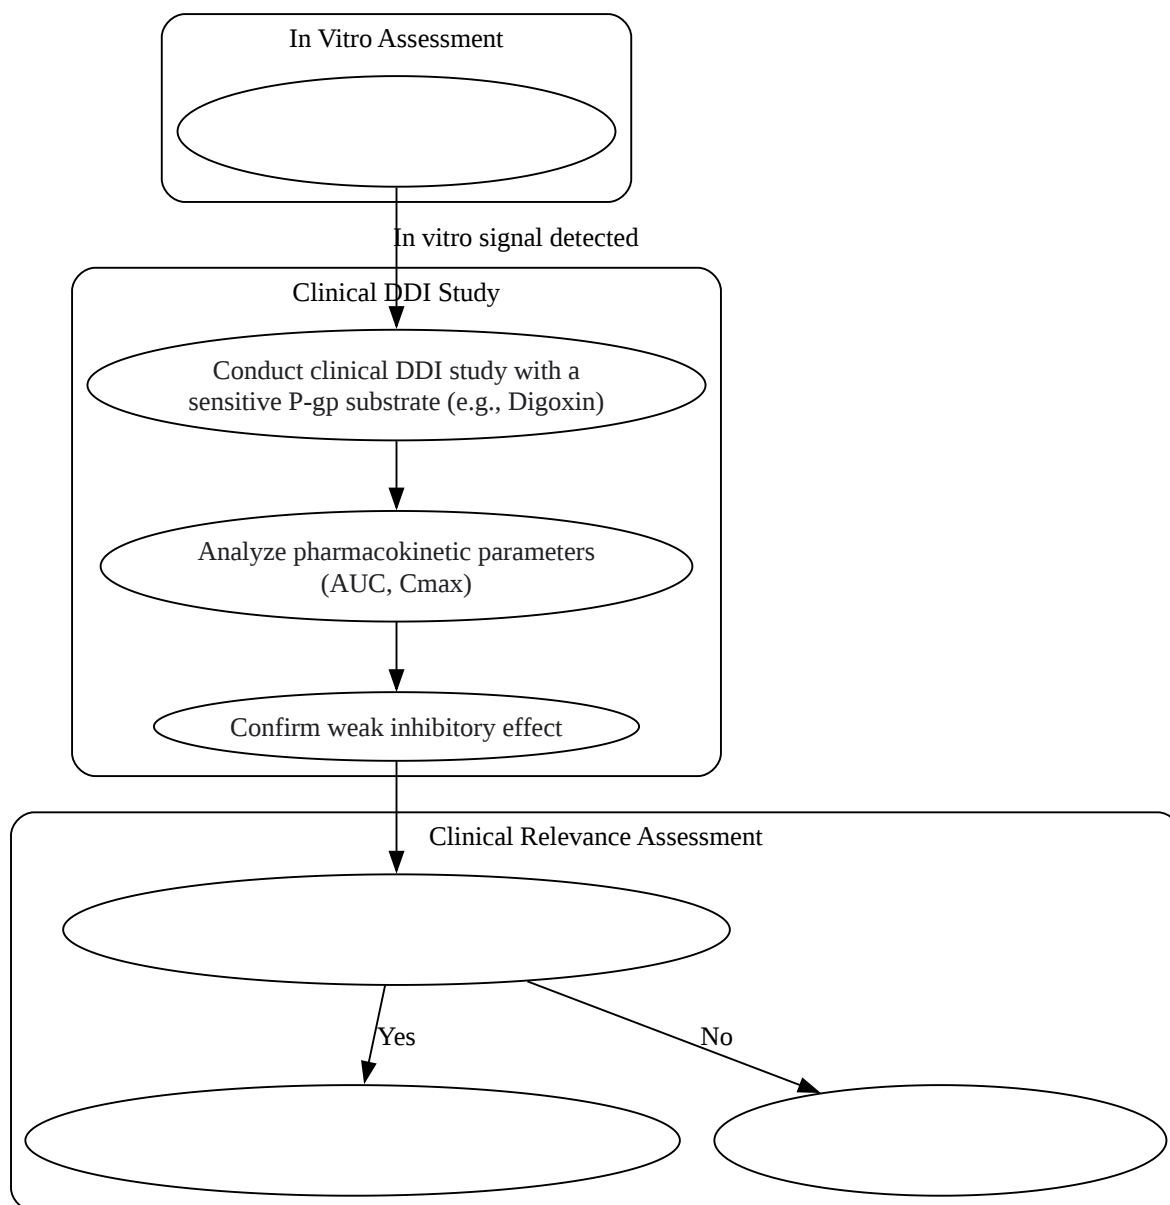 In Vitro Assessment
In vitro signal detected
Clinical DDI Study
Conduct clinical DDI study with a
sensitive P-gp substrate (e.g., Digoxin)
Analyze pharmacokinetic parameters
(AUC, Cmax)
Confirm weak inhibitory effect
Clinical Relevance Assessment
Yes
No